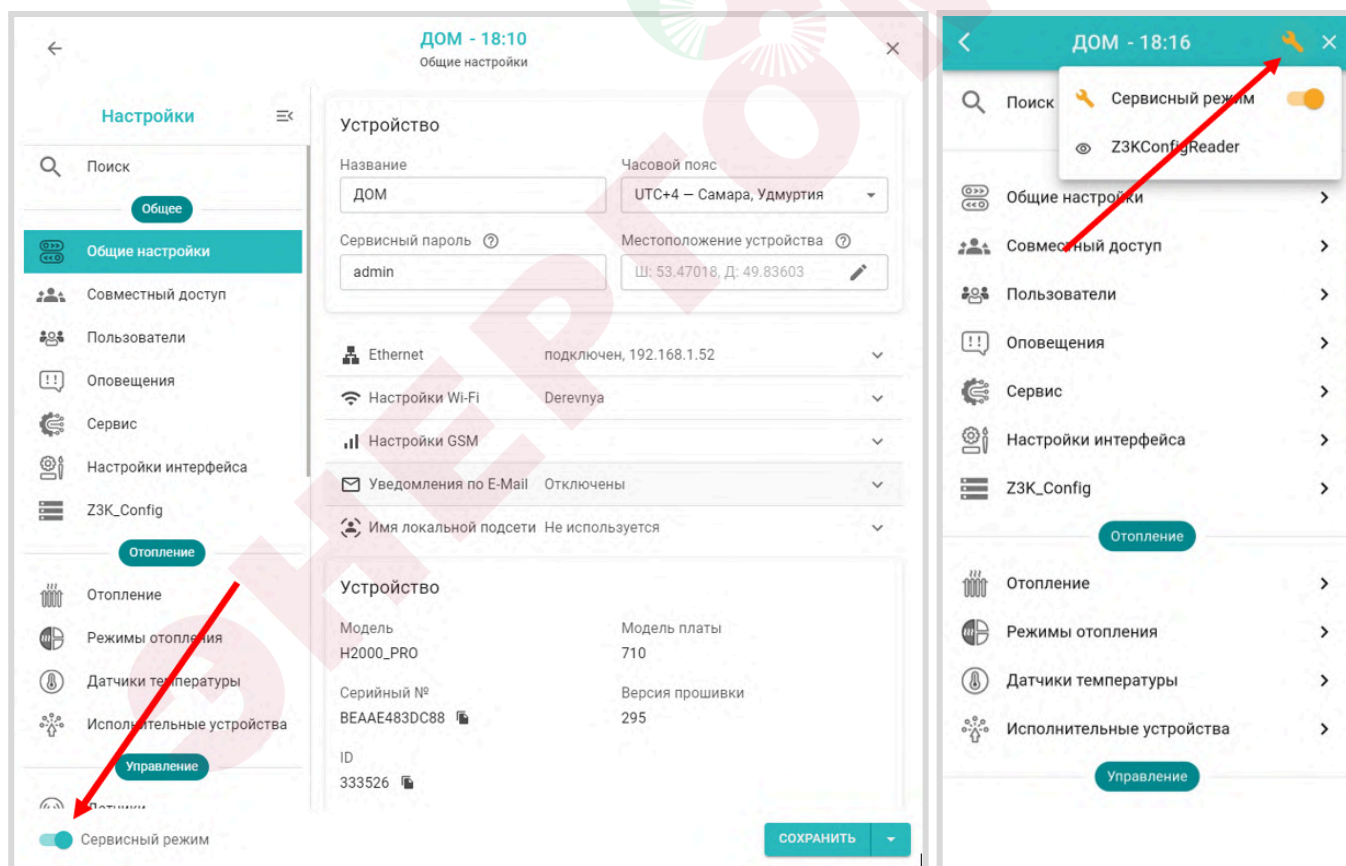 ДОМ - 18:10
Общие настройки
Настройки
Поиск
Общее
Общие настройки
Совместный доступ
Пользователи
Оповещения
Сервис
Настройки интерфейса
Z3K_Config
Отопление
Отопление
Режимы отопления
Датчики температуры
Исполнительные устройства
Управление
Датчики
Сервисный режим
Устройство
Название
Часовой пояс
ДОМ
UTC+4 — Самара, Удмуртия
Сервисный пароль
Местоположение устройства
admin
Ш: 53.47018, Д: 49.83603
Ethernet подключен, 192.168.1.52
Настройки Wi-Fi Derevnya
Настройки GSM
Уведомления по E-Mail Отключены
Имя локальной подсети Не используется
Устройство
Модель
Модель платы
H2000_PRO
710
Серийный №
Версия прошивки
BEAAE483DC88
295
ID
333526
СОХРАНИТЬ
ДОМ - 18:16
Поиск
Сервисный режим
Z3KConfigReader
Общие настройки
Совместный доступ
Пользователи
Оповещения
Сервис
Настройки интерфейса
Z3K_Config
Отопление
Отопление
Режимы отопления
Датчики температуры
Исполнительные устройства
Управление